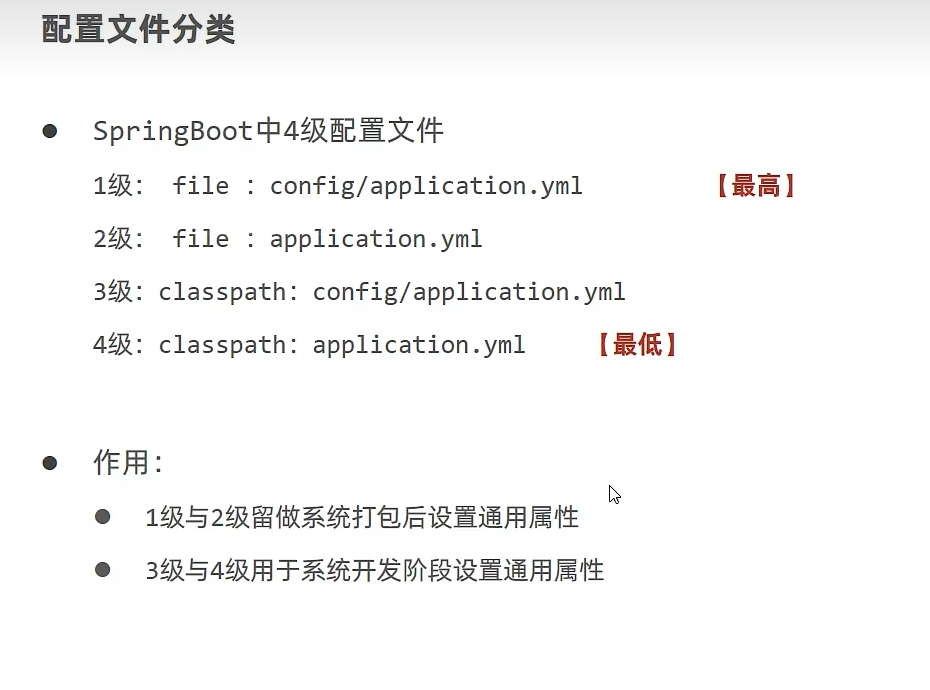 配置文件分类
SpringBoot中4级配置文件
1级： file ：config/application.yml 【最高】
2级： file ：application.yml
3级：classpath：config/application.yml
4级：classpath：application.yml 【最低】
作用：
1级与2级留做系统打包后设置通用属性
3级与4级用于系统开发阶段设置通用属性